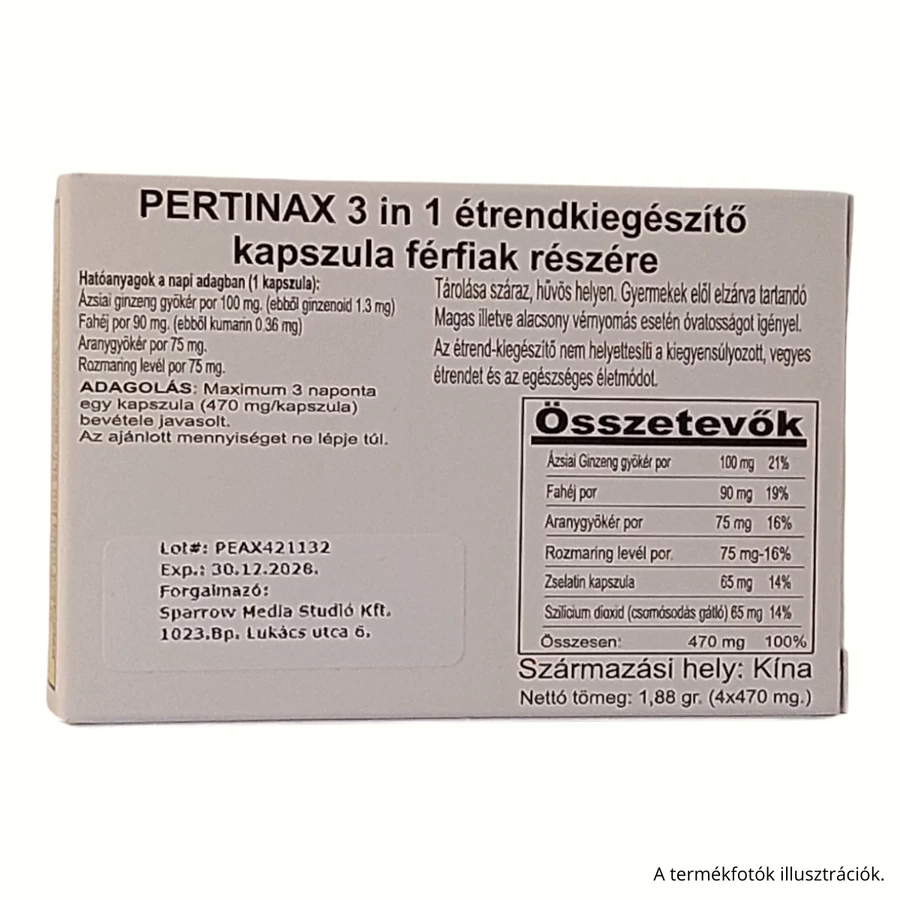 PERTINAX 3 in 1 étrendkiegészítő
kapszula férfiak részére
Hatóanyagok a napi adagban (1 kapszula):
Ázsiai ginzeng gyökér por 100 mg. (ebből ginzenoid 1.3 mg)
Fahéj por 90 mg. (ebből kumarin 0.36 mg)
Aranygyökér por 75 mg.
Rozmaring levél por 75 mg.
ADAGOLÁS: Maximum 3 naponta
egy kapszula (470 mg/kapszula)
bevétele javasolt.
Az ajánlott mennyiséget ne lépje túl.
Tárolása száraz, hűvös helyen. Gyermekek elől elzárva tartandó
Magas illetve alacsony vérnyomás esetén óvatosságot igényel.
Az étrend-kiegészítő nem helyettesíti a kiegyensúlyozott, vegyes
étrendet és az egészséges életmódot.
Összetevők
Ázsiai Ginzeng gyökér por 100 mg 21%
Fahéj por 90 mg 19%
Aranygyökér por 75 mg 16%
Rozmaring levél por. 75 mg-16%
Zselatin kapszula 65 mg 14%
Szilícium dioxid (csomósodás gátló) 65 mg 14%
Összesen: 470 mg 100%
Származási hely: Kína
Nettó tömeg: 1,88 gr. (4x470 mg.)
Lot#: PEAX421132
Exp.: 30.12.2028.
Forgalmazó:
Sparrow Media Studió Kft.
1023.Bp. Lukács utca 6.
A termékfotók illusztrációk.